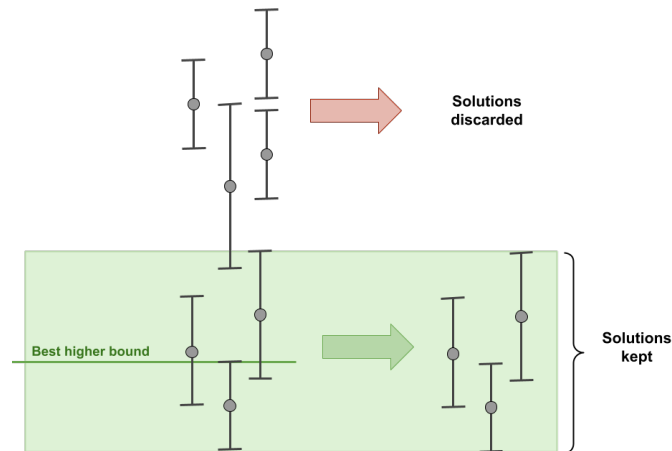 Solutions
discarded
Best higher bound
Solutions
kept